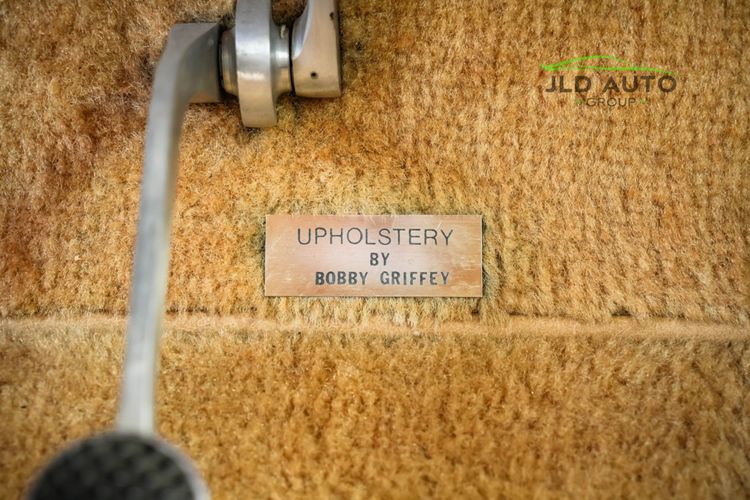 JLD AUTO
GROUP
UPHOLSTERY
BY
BOBBY GRIFFEY